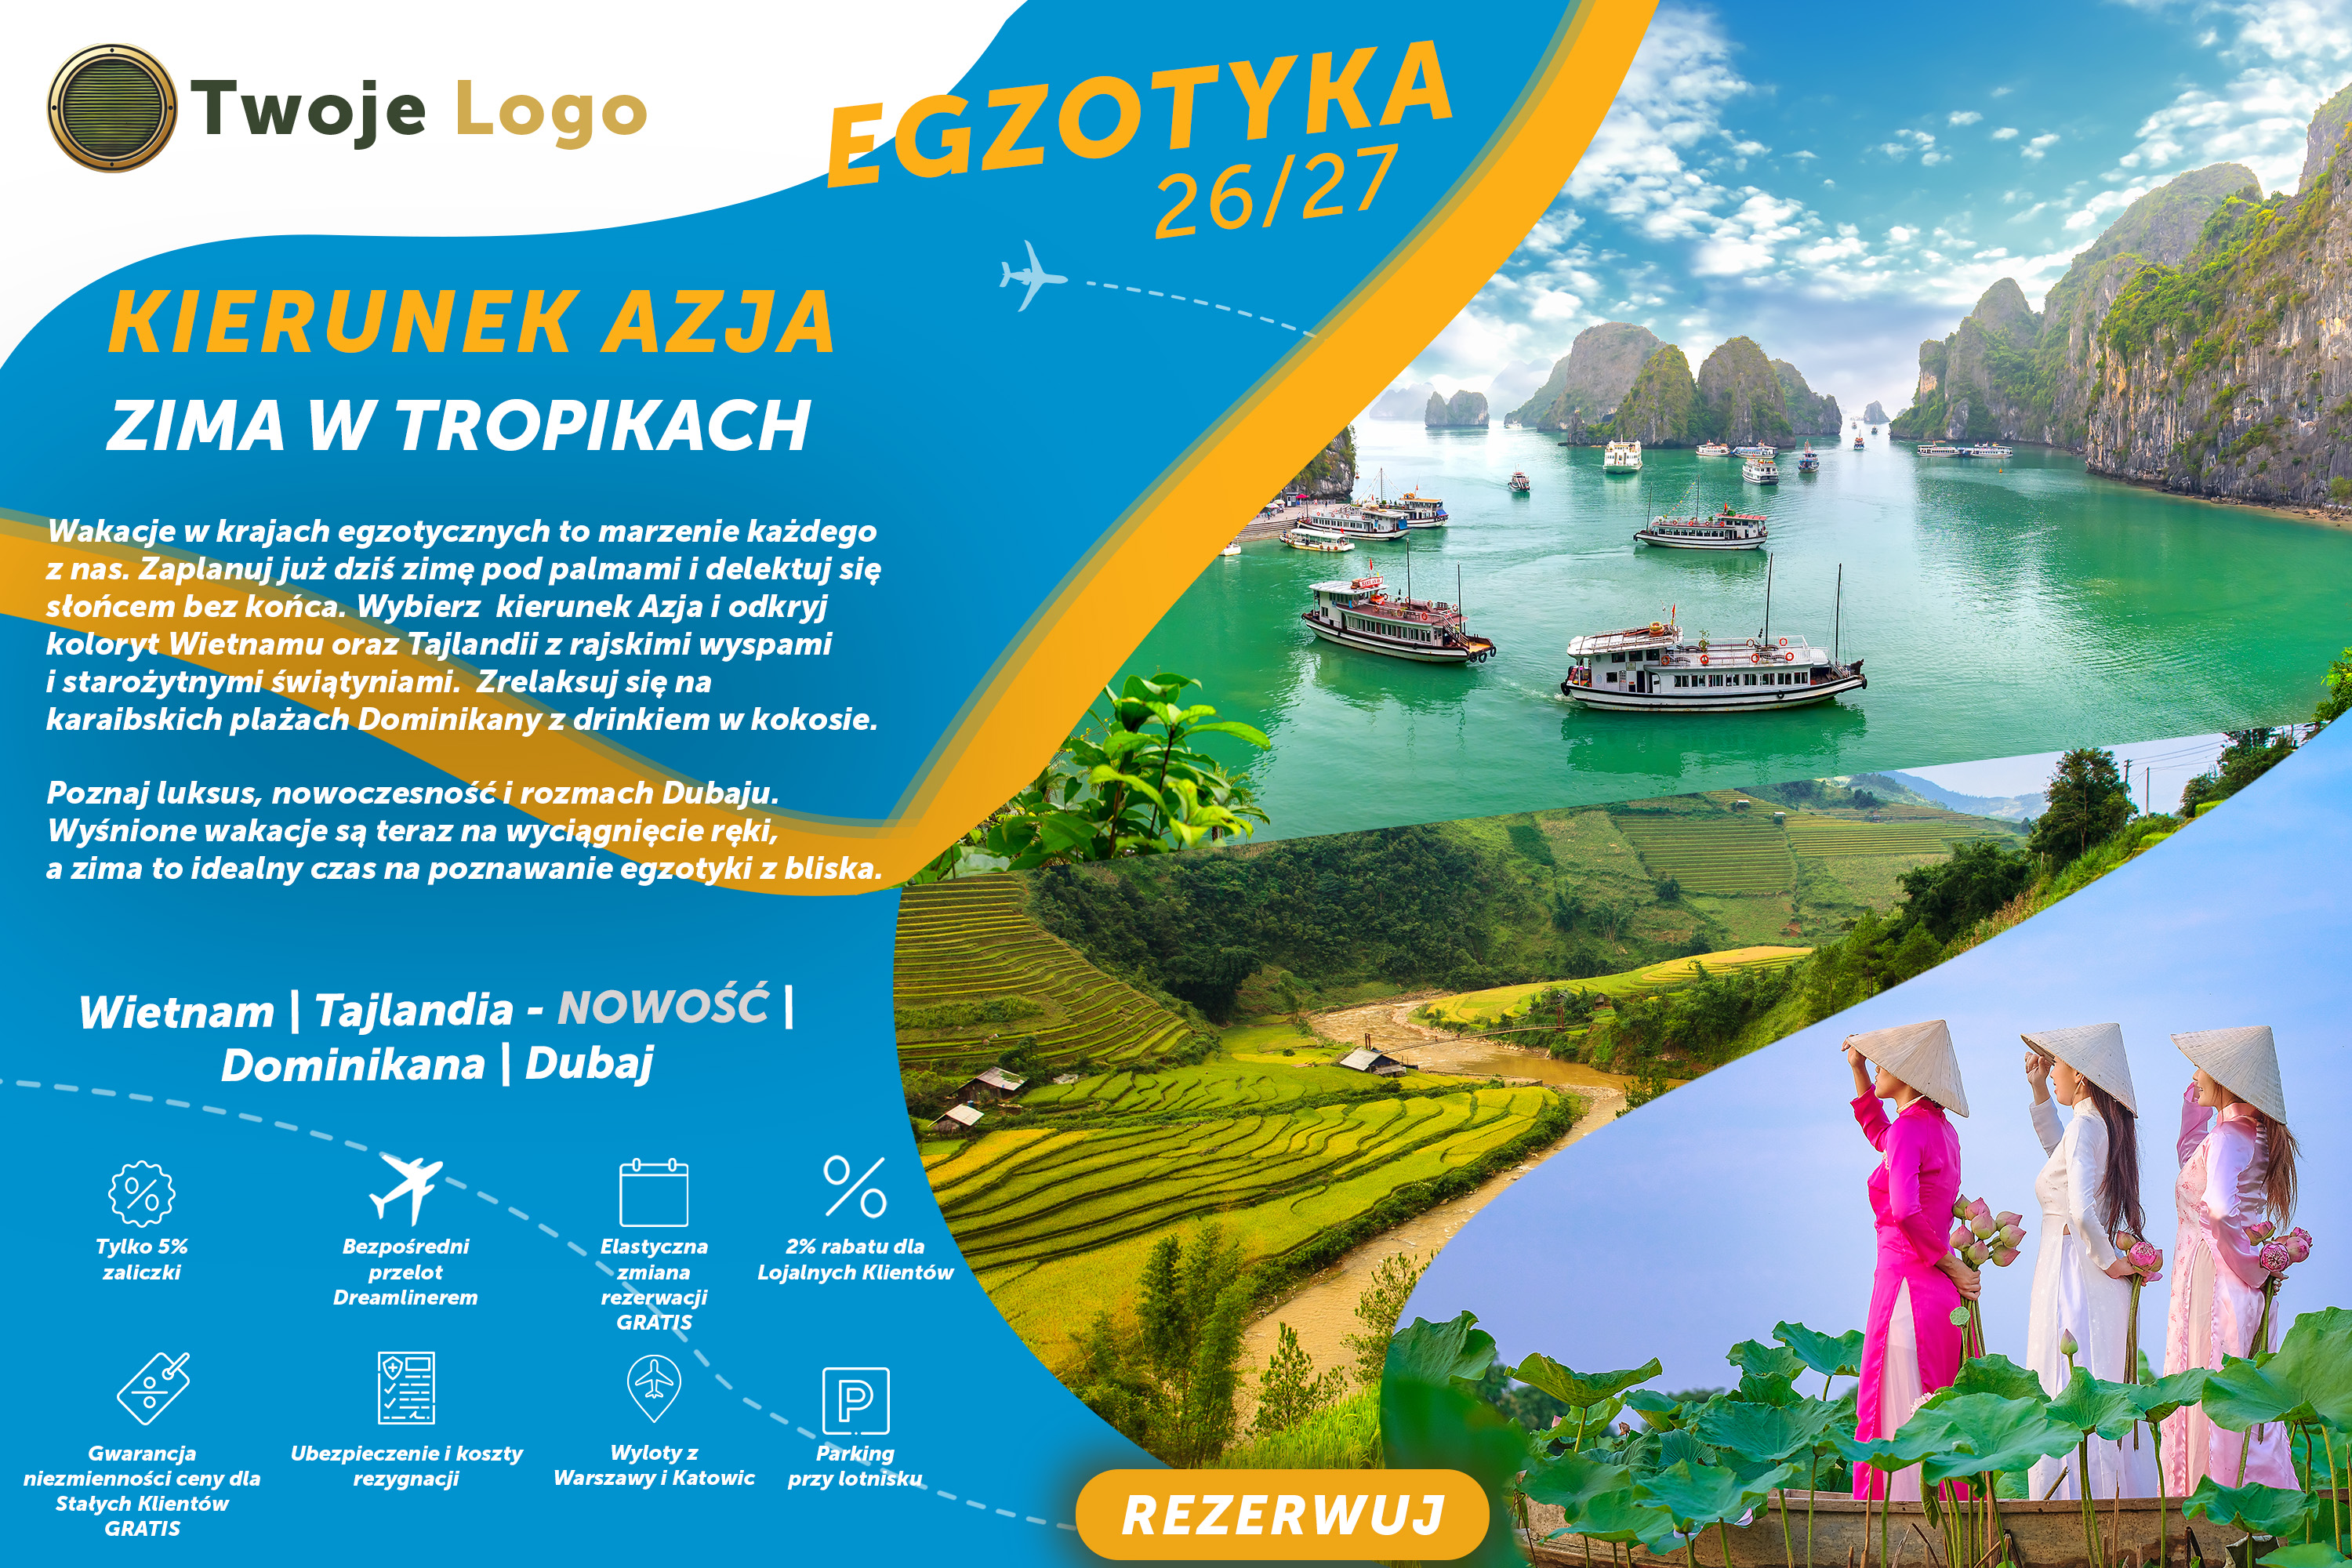 Twoje Logo
EGZOTYKA
26/27
KIERUNEK AZJA
ZIMA W TROPIKACH
Wakacje w krajach egzotycznych to marzenie każdego
z nas. Zaplanuj już dziś zimę pod palmami i delektuj się
słońcem bez końca. Wybierz  kierunek Azja i odkryj
koloryt Wietnamu oraz Tajlandii z rajskimi wyspami
i starożytnymi świątyniami.  Zrelaksuj się na
karaibskich plażach Dominikany z drinkiem w kokosie.
Poznaj luksus, nowoczesność i rozmach Dubaju.
Wyśnione wakacje są teraz na wyciągnięcie ręki,
a zima to idealny czas na poznawanie egzotyki z bliska.
Wietnam | Tajlandia - NOWOŚĆ |
Dominikana | Dubaj
Tylko 5%
zaliczki
Bezpośredni
przelot
Dreamlinerem
Elastyczna
zmiana
rezerwacji
GRATIS
2% rabatu dla
Lojalnych Klientów
Gwarancja
niezmienności ceny dla
Stałych Klientów
GRATIS
Ubezpieczenie i koszty
rezygnacji
Wyloty z
Warszawy i Katowic
P
Parking
przy lotnisku
REZERWUJ